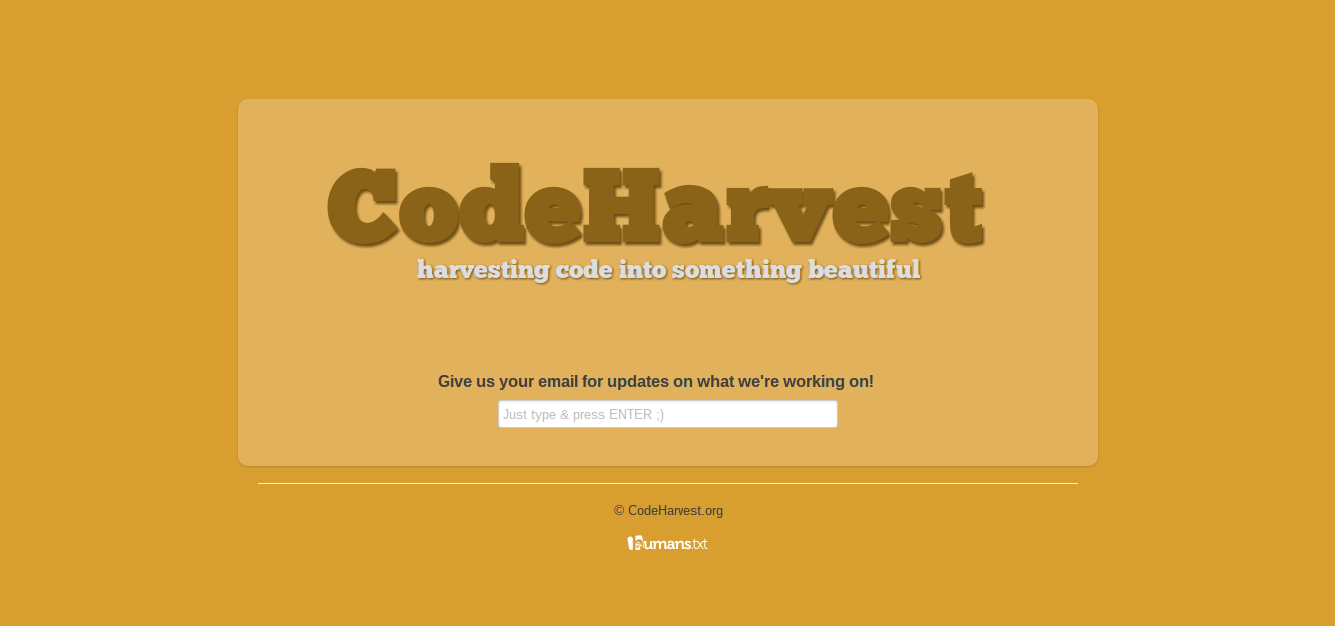 CodeHarvest
harvesting code into something beautiful
Give us your email for updates on what we're working on!
Just type & press ENTER ;)
© CodeHarvest.org
humans.txt